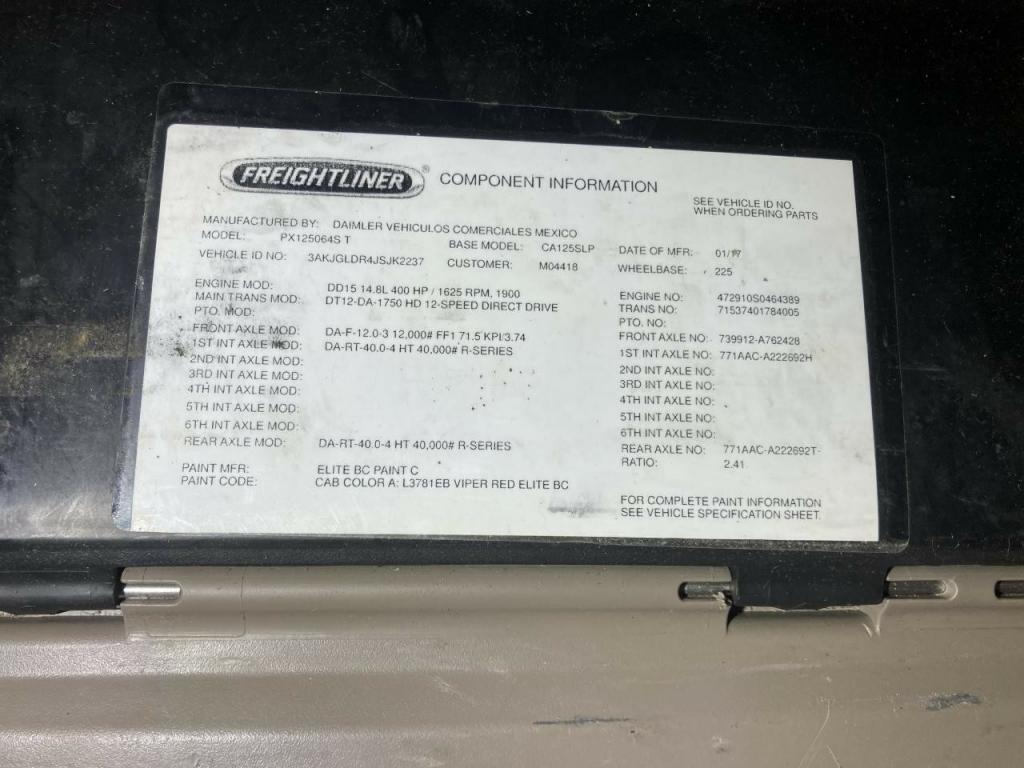 FREIGHTLINER ® COMPONENT INFORMATION
SEE VEHICLE ID NO.
WHEN ORDERING PARTS
MANUFACTURED BY: DAIMLER VEHICULOS COMERCIALES MEXICO
MODEL: PX125064S T BASE MODEL: CA125SLP DATE OF MFR: 01/17
VEHICLE ID NO: 3AKJGLDR4JSJK2237 CUSTOMER: M04418 WHEELBASE: 225
ENGINE MOD: DD15 14.8L 400 HP / 1625 RPM, 1900 ENGINE NO: 472910S0464389
MAIN TRANS MOD: DT12-DA-1750 HD 12-SPEED DIRECT DRIVE TRANS NO: 71537401784005
PTO. MOD: PTO. NO:
FRONT AXLE MOD: DA-F-12.0-3 12,000# FF1 71.5 KPI/3.74 FRONT AXLE NO: 739912-A762428
1ST INT AXLE MOD: DA-RT-40.0-4 HT 40,000# R-SERIES 1ST INT AXLE NO: 771AAC-A222692H
2ND INT AXLE MOD: 2ND INT AXLE NO:
3RD INT AXLE MOD: 3RD INT AXLE NO:
4TH INT AXLE MOD: 4TH INT AXLE NO:
5TH INT AXLE MOD: 5TH INT AXLE NO:
6TH INT AXLE MOD: 6TH INT AXLE NO:
REAR AXLE MOD: DA-RT-40.0-4 HT 40,000# R-SERIES REAR AXLE NO: 771AAC-A222692T-
RATIO: 2.41
PAINT MFR: ELITE BC PAINT C
PAINT CODE: CAB COLOR A: L3781EB VIPER RED ELITE BC
FOR COMPLETE PAINT INFORMATION
SEE VEHICLE SPECIFICATION SHEET.